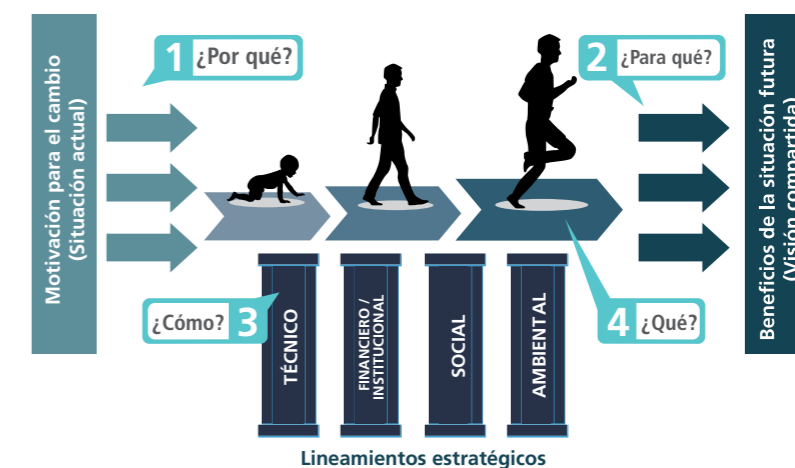 Motivación para el cambio
(Situación actual)
1 ¿Por qué?
2 ¿Para qué?
¿Cómo? 3
4 ¿Qué?
TÉCNICO
FINANCIERO /
INSTITUCIONAL
SOCIAL
AMBIENTAL
Lineamientos estratégicos
Beneficios de la situación futura
(Visión compartida)